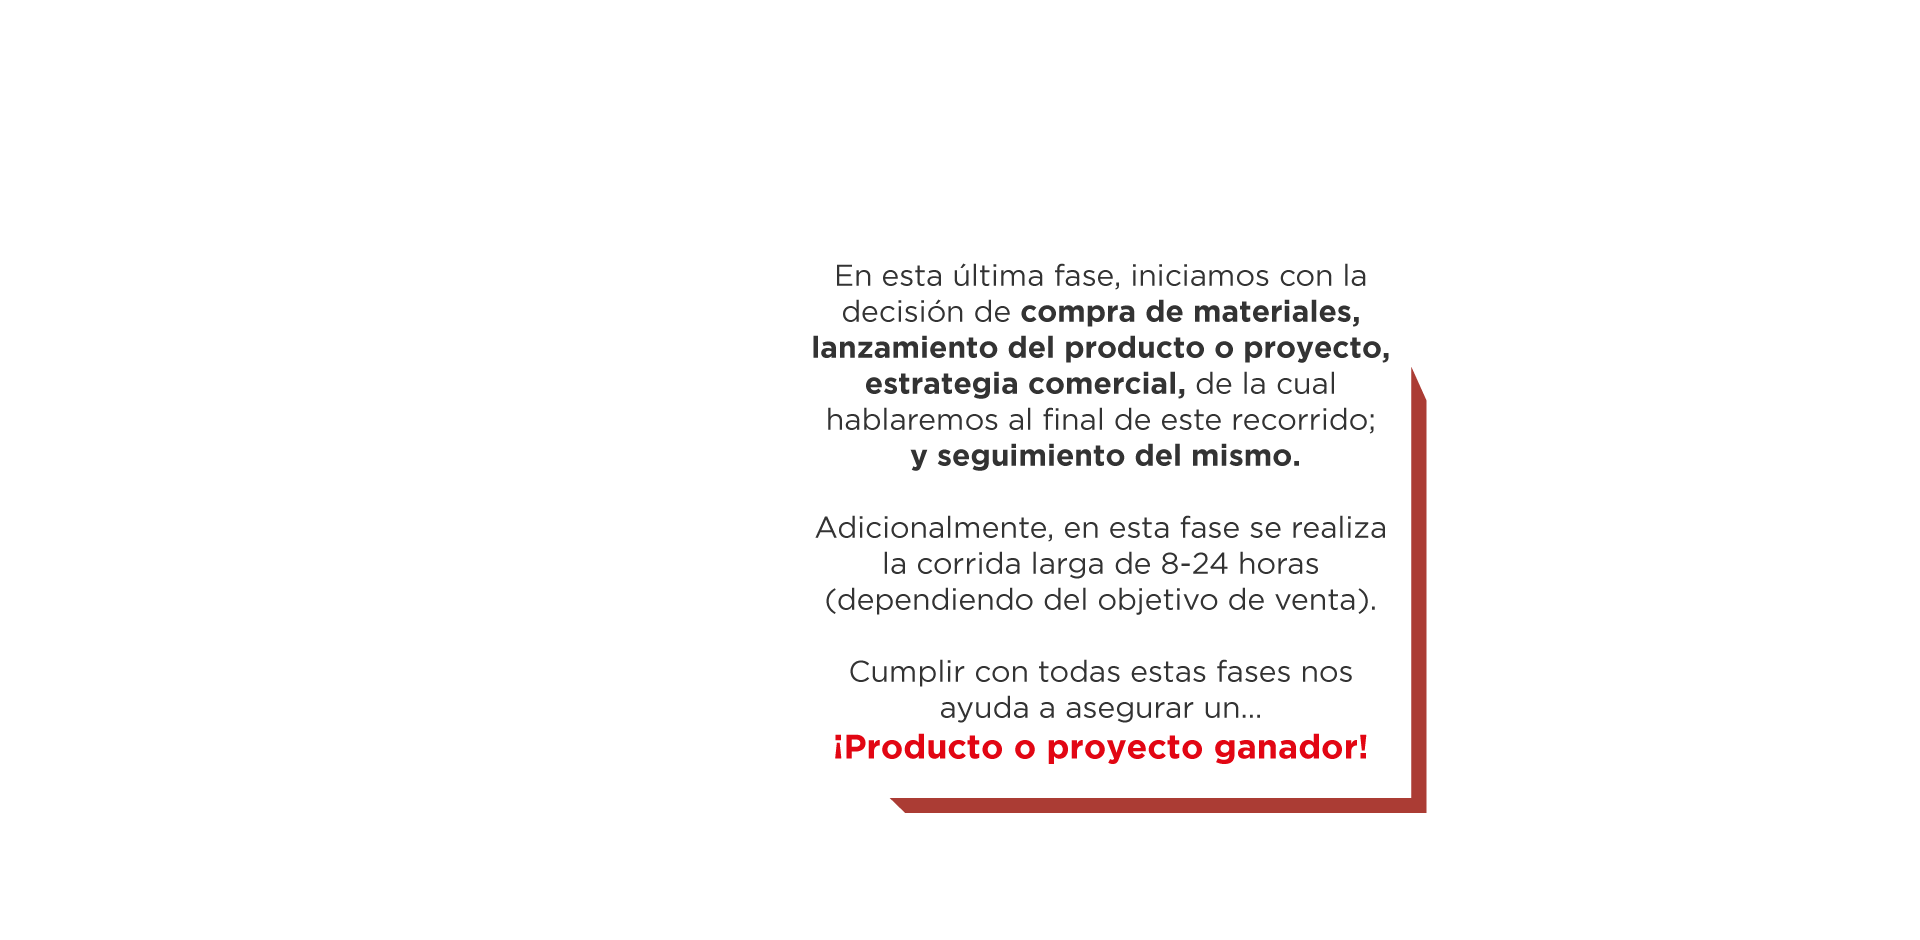 En esta última fase, iniciamos con la
decisión de compra de materiales,
lanzamiento del producto o proyecto,
estrategia comercial, de la cual
hablaremos al final de este recorrido;
y seguimiento del mismo.
Adicionalmente, en esta fase se realiza
la corrida larga de 8-24 horas
(dependiendo del objetivo de venta).
Cumplir con todas estas fases nos
ayuda a asegurar un...
¡Producto o proyecto ganador!